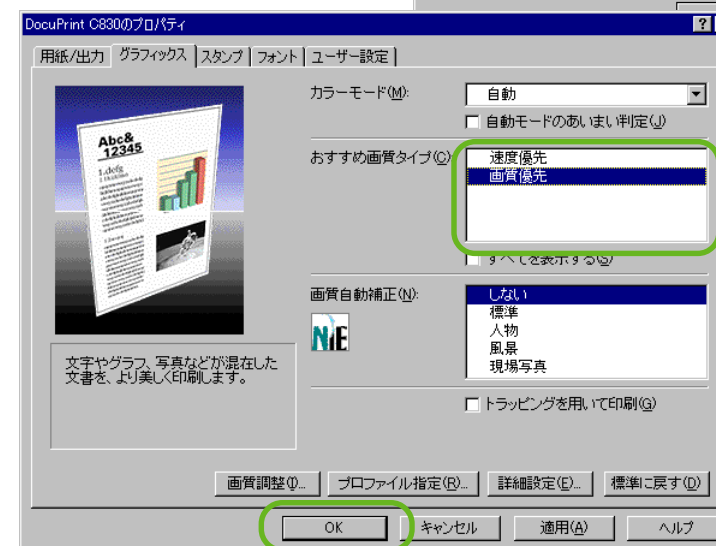 DocuPrint C830のプロパティ
?
用紙/出力 グラフィックス スタンプ フォント ユーザー設定
カラーモード(M):
自動
自動モードのあいまい判定(J)
おすすめ画質タイプ(C):
速度優先
画質優先
すべてを表示する(S)
Abc&
12345
1.defg
画質自動補正(N):
しない
標準
人物
風景
現場写真
NIE
文字やグラフ、写真などが混在した
文書を、より美しく印刷します。
トラッピングを用いて印刷(G)
画質調整(I)... プロファイル指定(R)... 詳細設定(E)... 標準に戻す(D)
OK キャンセル 適用(A) ヘルプ